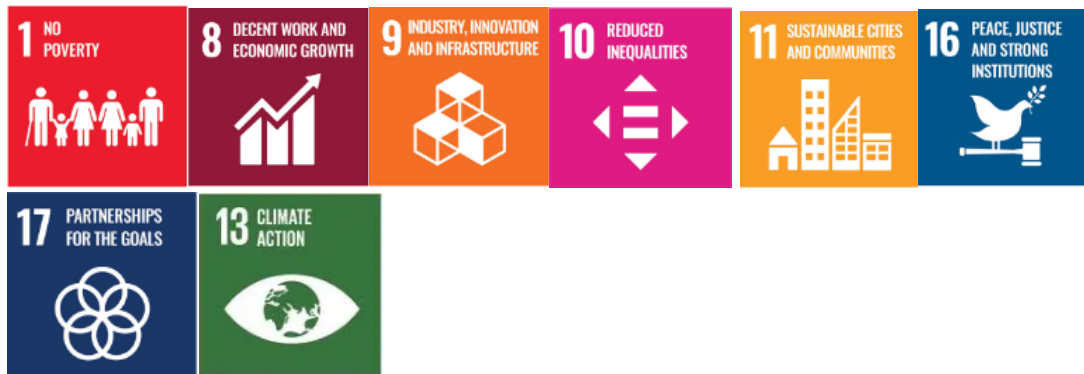 1 NO
POVERTY
8 DECENT WORK AND
ECONOMIC GROWTH
9 INDUSTRY, INNOVATION
AND INFRASTRUCTURE
10 REDUCED
INEQUALITIES
11 SUSTAINABLE CITIES
AND COMMUNITIES
16 PEACE, JUSTICE
AND STRONG
INSTITUTIONS
17 PARTNERSHIPS
FOR THE GOALS
13 CLIMATE
ACTION